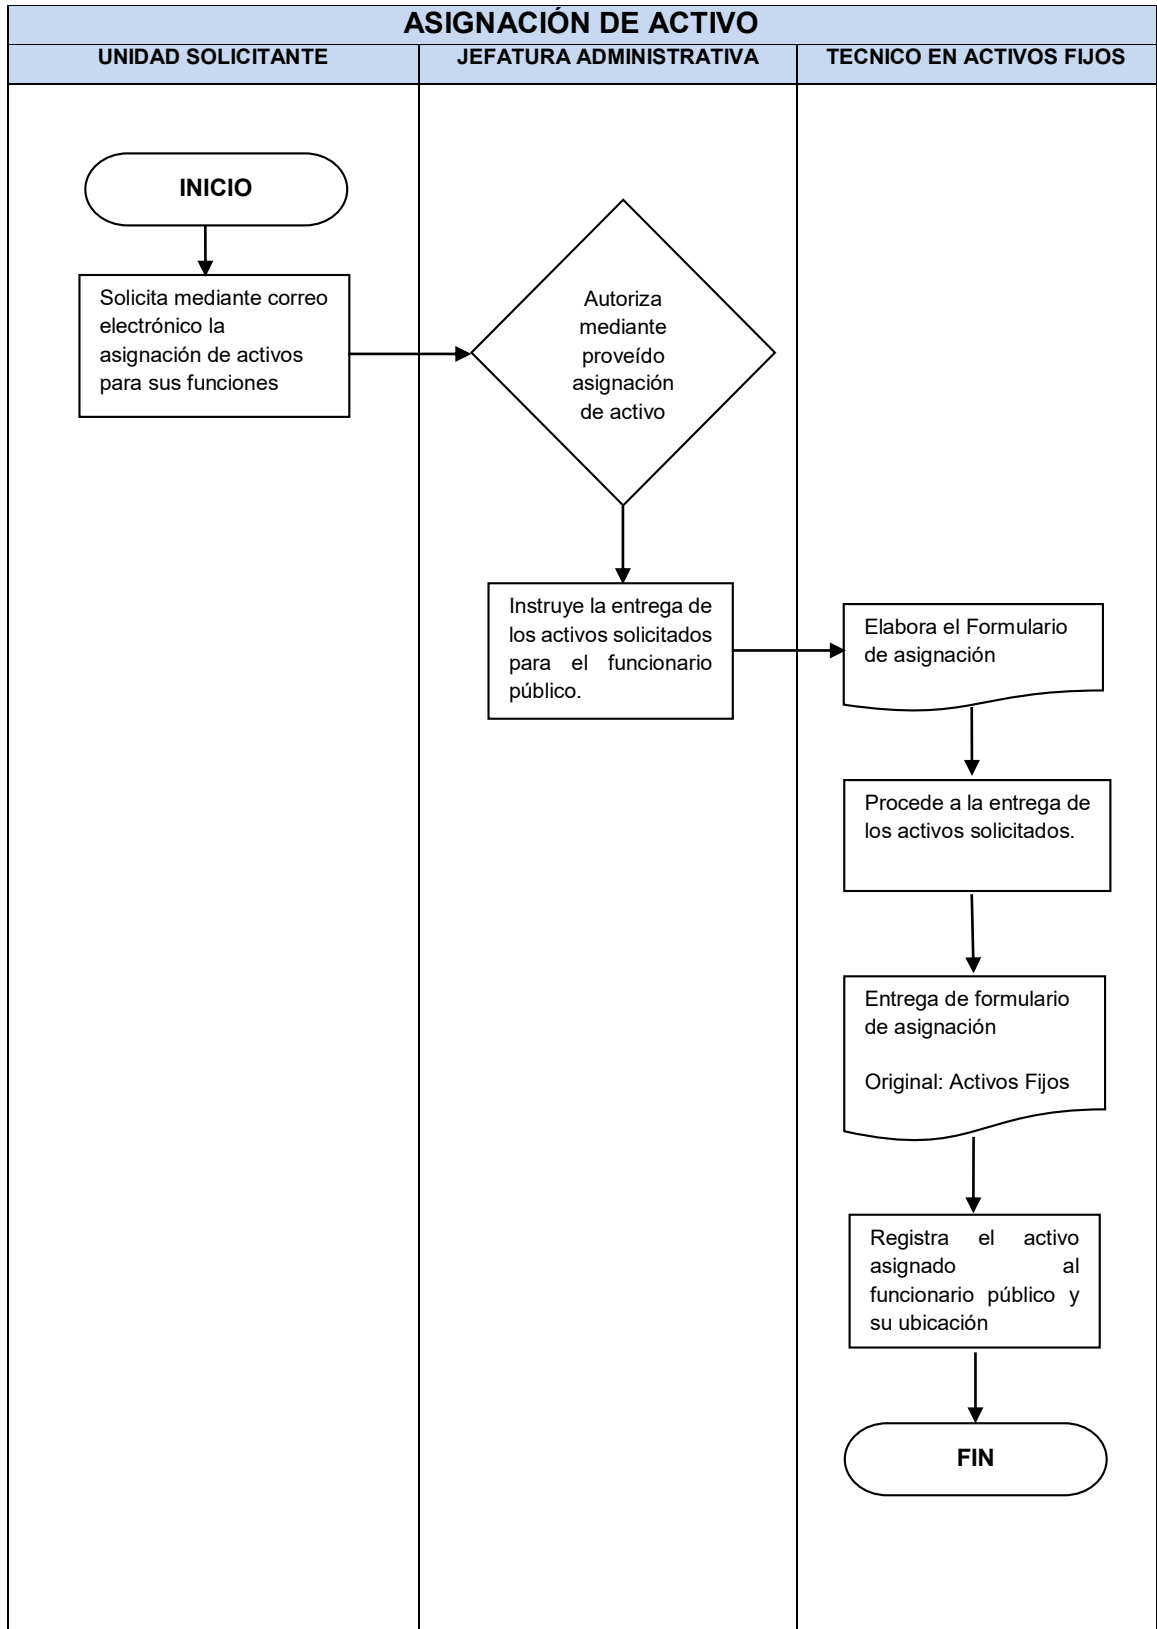 ASIGNACIÓN DE ACTIVO
UNIDAD SOLICITANTE
JEFATURA ADMINISTRATIVA
TECNICO EN ACTIVOS FIJOS
INICIO
Solicita mediante correo
electrónico la
asignación de activos
para sus funciones
Autoriza
mediante
proveído
asignación
de activo
Instruye la entrega de
los activos solicitados
para el funcionario
público.
Elabora el Formulario
de asignación
Procede a la entrega de
los activos solicitados.
Entrega de formulario
de asignación
Original: Activos Fijos
Registra el activo
asignado al
funcionario público y
su ubicación
FIN